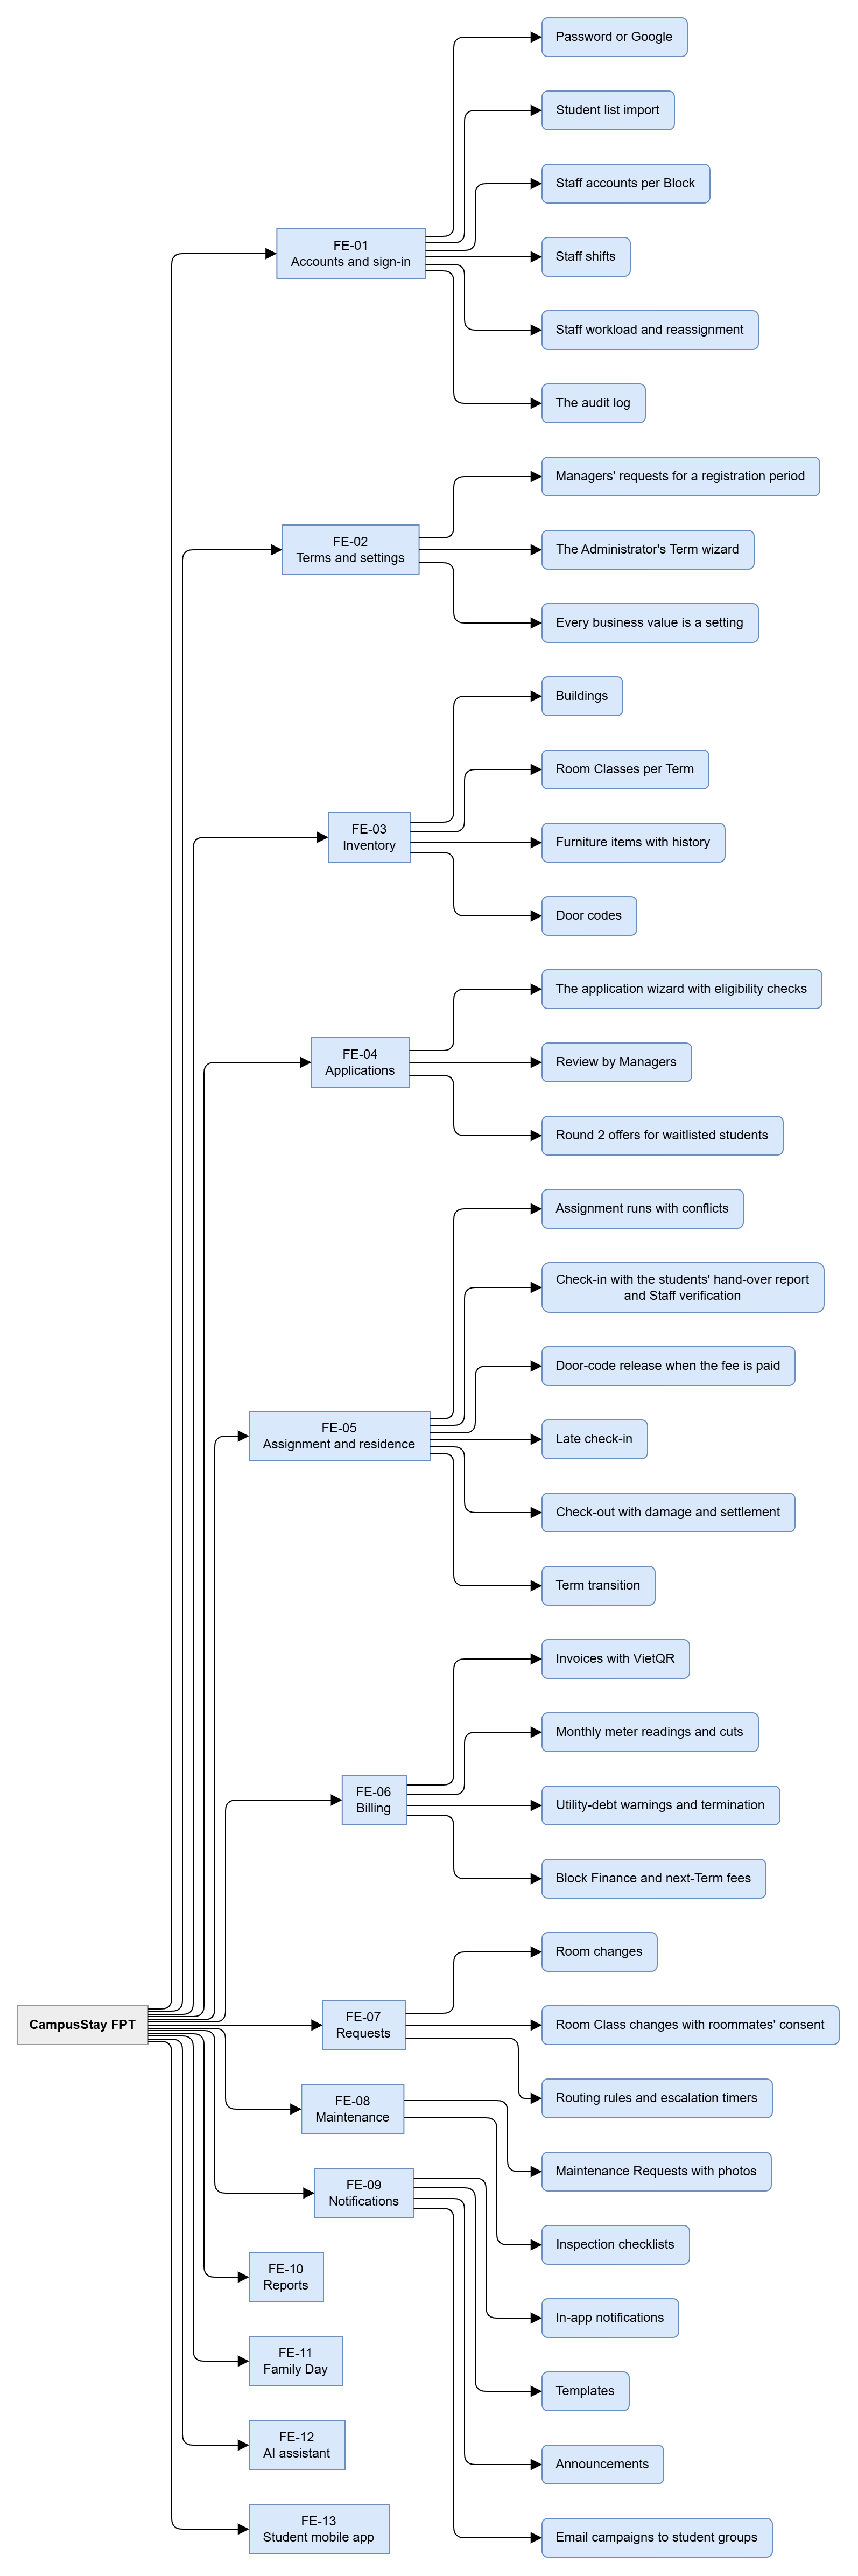 Password or Google
Student list import
Staff accounts per Block
FE-01
Accounts and sign-in
Staff shifts
Staff workload and reassignment
The audit log
Managers' requests for a registration period
FE-02
Terms and settings
The Administrator's Term wizard
Every business value is a setting
Buildings
Room Classes per Term
FE-03
Inventory
Furniture items with history
Door codes
The application wizard with eligibility checks
FE-04
Applications
Review by Managers
Round 2 offers for waitlisted students
Assignment runs with conflicts
Check-in with the students' hand-over report
and Staff verification
Door-code release when the fee is paid
FE-05
Assignment and residence
Late check-in
Check-out with damage and settlement
Term transition
Invoices with VietQR
Monthly meter readings and cuts
FE-06
Billing
Utility-debt warnings and termination
Block Finance and next-Term fees
Room changes
CampusStay FPT
FE-07
Requests
Room Class changes with roommates' consent
Routing rules and escalation timers
FE-08
Maintenance
Maintenance Requests with photos
FE-09
Notifications
Inspection checklists
FE-10
Reports
In-app notifications
FE-11
Family Day
Templates
FE-12
AI assistant
Announcements
FE-13
Student mobile app
Email campaigns to student groups